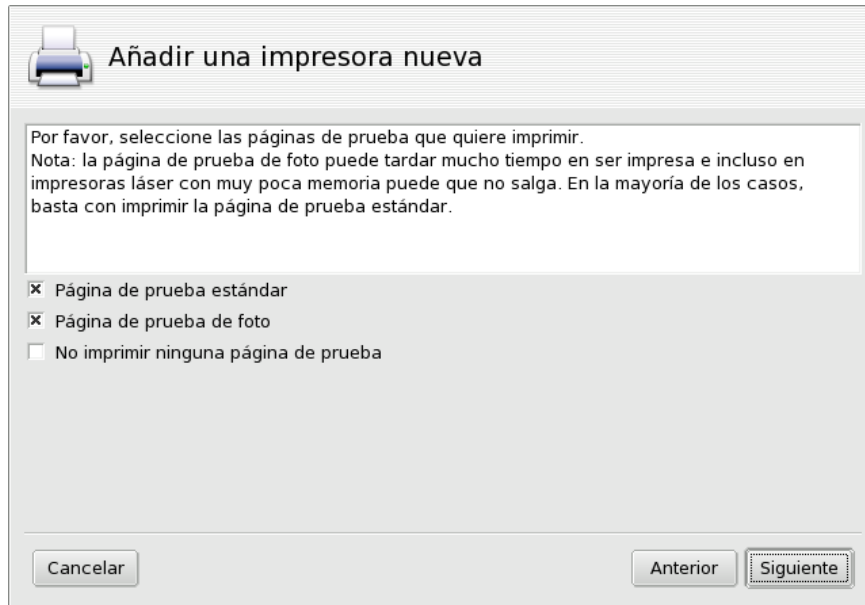 Añadir una impresora nueva
Por favor, seleccione las páginas de prueba que quiere imprimir.
Nota: la página de prueba de foto puede tardar mucho tiempo en ser impresa e incluso en
impresoras láser con muy poca memoria puede que no salga. En la mayoría de los casos,
basta con imprimir la página de prueba estándar.
Página de prueba estándar
Página de prueba de foto
No imprimir ninguna página de prueba
Cancelar
Anterior
Siguiente